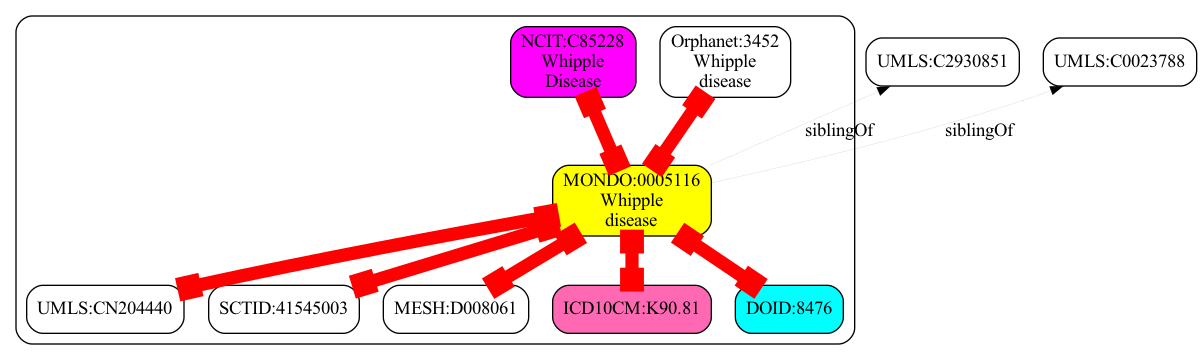 NCIT:C85228
Whipple
Disease
Orphanet:3452
Whipple
disease
UMLS:C2930851
UMLS:C0023788
siblingOf
siblingOf
MONDO:0005116
Whipple
disease
UMLS:CN204440
SCTID:41545003
MESH:D008061
ICD10CM:K90.81
DOID:8476